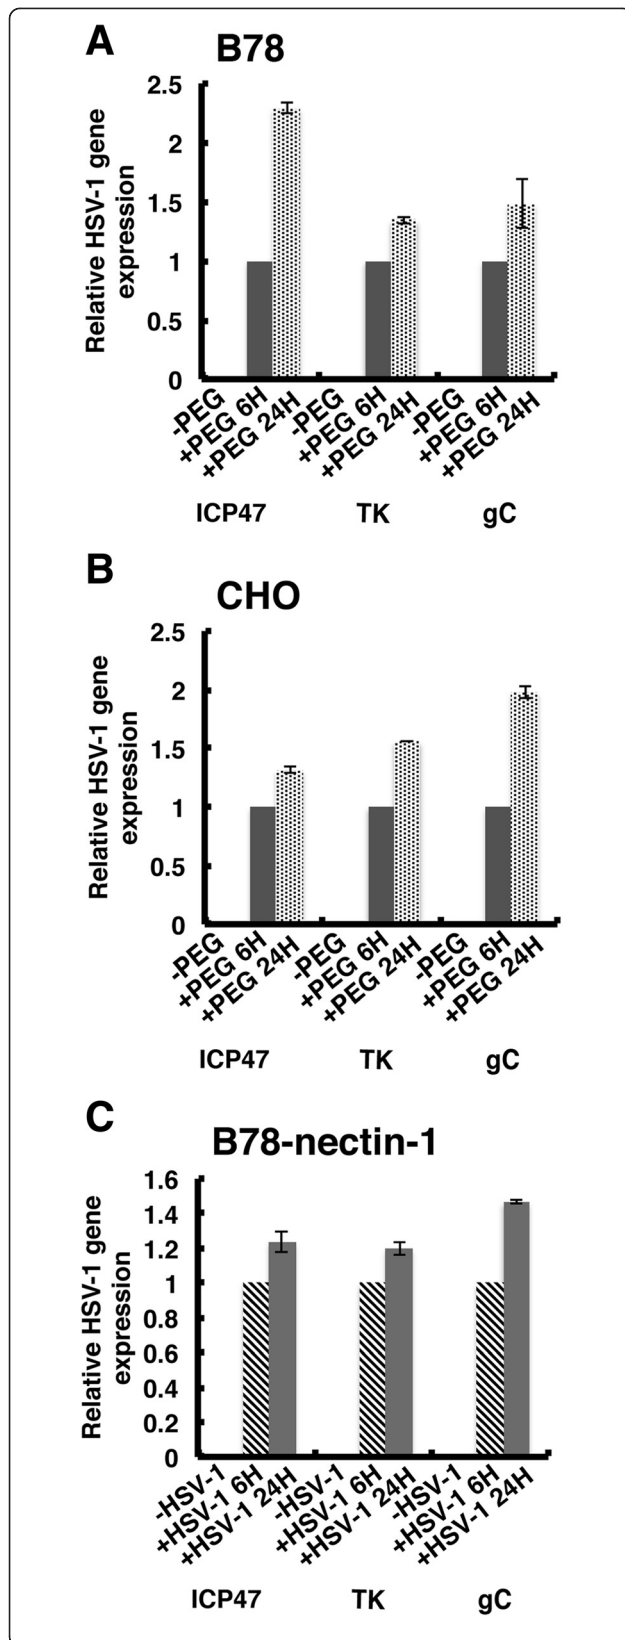 A
B78
Relative HSV-1 gene
expression
2.5
2
1.5
1
0.5
0
-PEG
+PEG 6H
+PEG 24H
-PEG
+PEG 6H
+PEG 24H
-PEG
+PEG 6H
+PEG 24H
ICP47 TK gC
B
CHO
Relative HSV-1 gene
expression
2.5
2
1.5
1
0.5
0
-PEG
+PEG 6H
+PEG 24H
-PEG
+PEG 6H
+PEG 24H
-PEG
+PEG 6H
+PEG 24H
ICP47 TK gC
C
B78-nectin-1
Relative HSV-1 gene
expression
1.6
1.4
1.2
1
0.8
0.6
0.4
0.2
0
-HSV-1
+HSV-1 6H
+HSV-1 24H
-HSV-1
+HSV-1 6H
+HSV-1 24H
-HSV-1
+HSV-1 6H
+HSV-1 24H
ICP47 TK gC